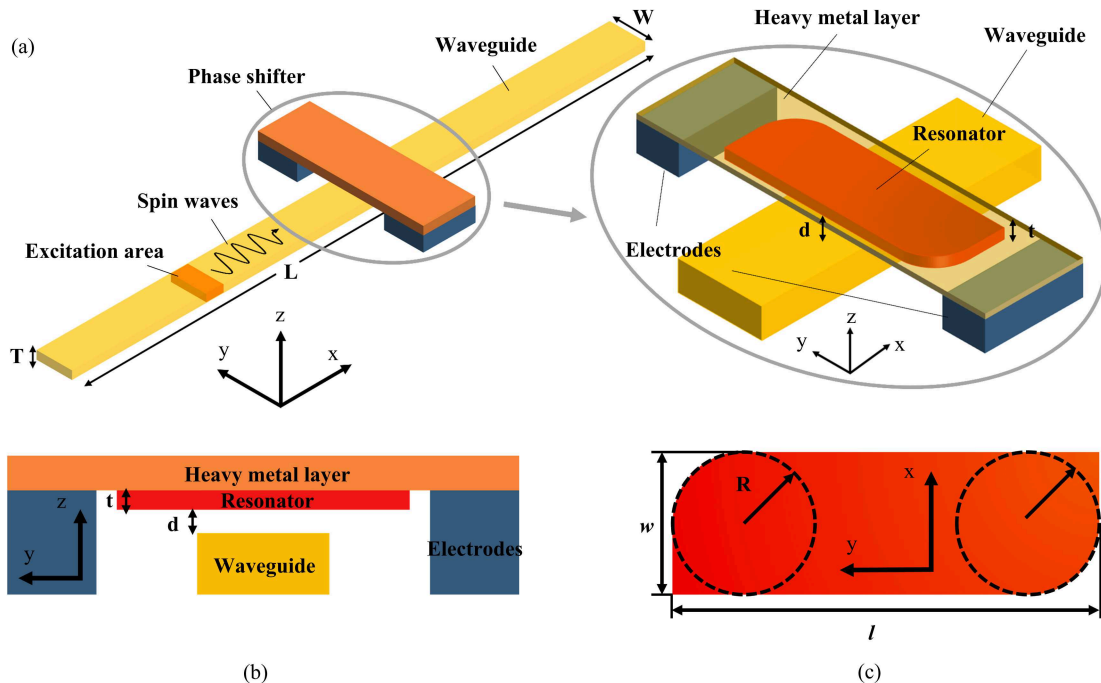 (a)
W
Waveguide
Phase shifter
Spin waves
Excitation area
L
T
z
y
x
Heavy metal layer
Waveguide
Resonator
d
t
Electrodes
z
y
x
Heavy metal layer
t
Resonator
z
d
y
Waveguide
Electrodes
(b)
R
x
w
y
l
(c)